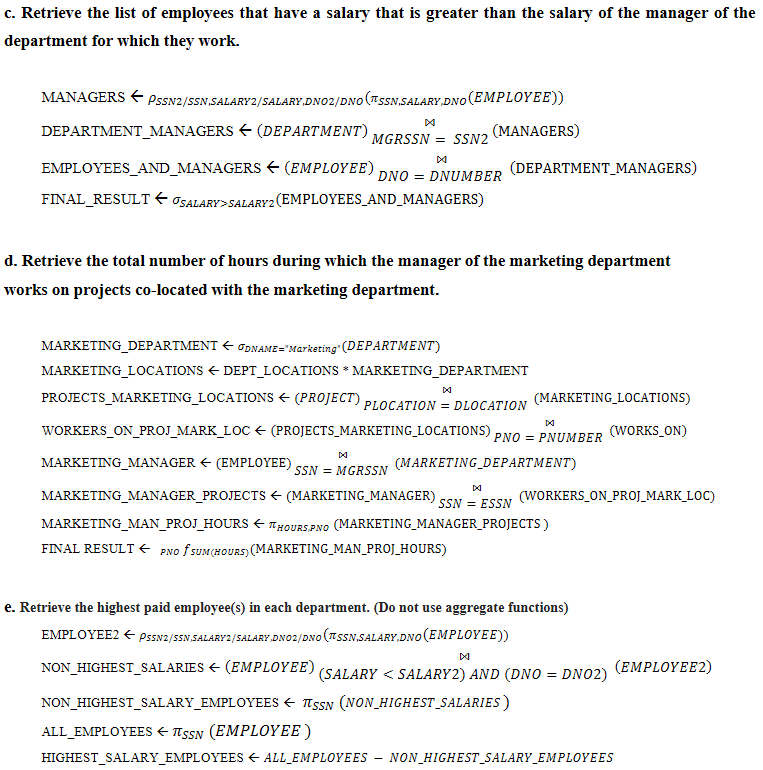 c. Retrieve the list of employees that have a salary that is greater than the salary of the manager of the
department for which they work.
MANAGERS ← ρSSN2/SSN,SALARY2/SALARY,DNO2/DNO(πSSN,SALARY,DNO(EMPLOYEE))
DEPARTMENT_MANAGERS ← (DEPARTMENT) ⋈ MGRSSN = SSN2 (MANAGERS)
EMPLOYEES_AND_MANAGERS ← (EMPLOYEE) ⋈ DNO = DNUMBER (DEPARTMENT_MANAGERS)
FINAL_RESULT ← σSALARY>SALARY2(EMPLOYEES_AND_MANAGERS)
d. Retrieve the total number of hours during which the manager of the marketing department
works on projects co-located with the marketing department.
MARKETING_DEPARTMENT ← σDNAME="Marketing"(DEPARTMENT)
MARKETING_LOCATIONS ← DEPT_LOCATIONS * MARKETING_DEPARTMENT
PROJECTS_MARKETING_LOCATIONS ← (PROJECT) ⋈ PLOCATION = DLOCATION (MARKETING_LOCATIONS)
WORKERS_ON_PROJ_MARK_LOC ← (PROJECTS_MARKETING_LOCATIONS) ⋈ PNO = PNUMBER (WORKS_ON)
MARKETING_MANAGER ← (EMPLOYEE) ⋈ SSN = MGRSSN (MARKETING_DEPARTMENT)
MARKETING_MANAGER_PROJECTS ← (MARKETING_MANAGER) ⋈ SSN = ESSN (WORKERS_ON_PROJ_MARK_LOC)
MARKETING_MAN_PROJ_HOURS ← πHOURS,PNO (MARKETING_MANAGER_PROJECTS )
FINAL RESULT ← PNO fSUM(HOURS)(MARKETING_MAN_PROJ_HOURS)
e. Retrieve the highest paid employee(s) in each department. (Do not use aggregate functions)
EMPLOYEE2 ← ρSSN2/SSN,SALARY2/SALARY,DNO2/DNO(πSSN,SALARY,DNO(EMPLOYEE))
NON_HIGHEST_SALARIES ← (EMPLOYEE) ⋈ (SALARY < SALARY2) AND (DNO = DNO2) (EMPLOYEE2)
NON_HIGHEST_SALARY_EMPLOYEES ← πSSN (NON_HIGHEST_SALARIES )
ALL_EMPLOYEES ← πSSN (EMPLOYEE )
HIGHEST_SALARY_EMPLOYEES ← ALL_EMPLOYEES − NON_HIGHEST_SALARY_EMPLOYEES